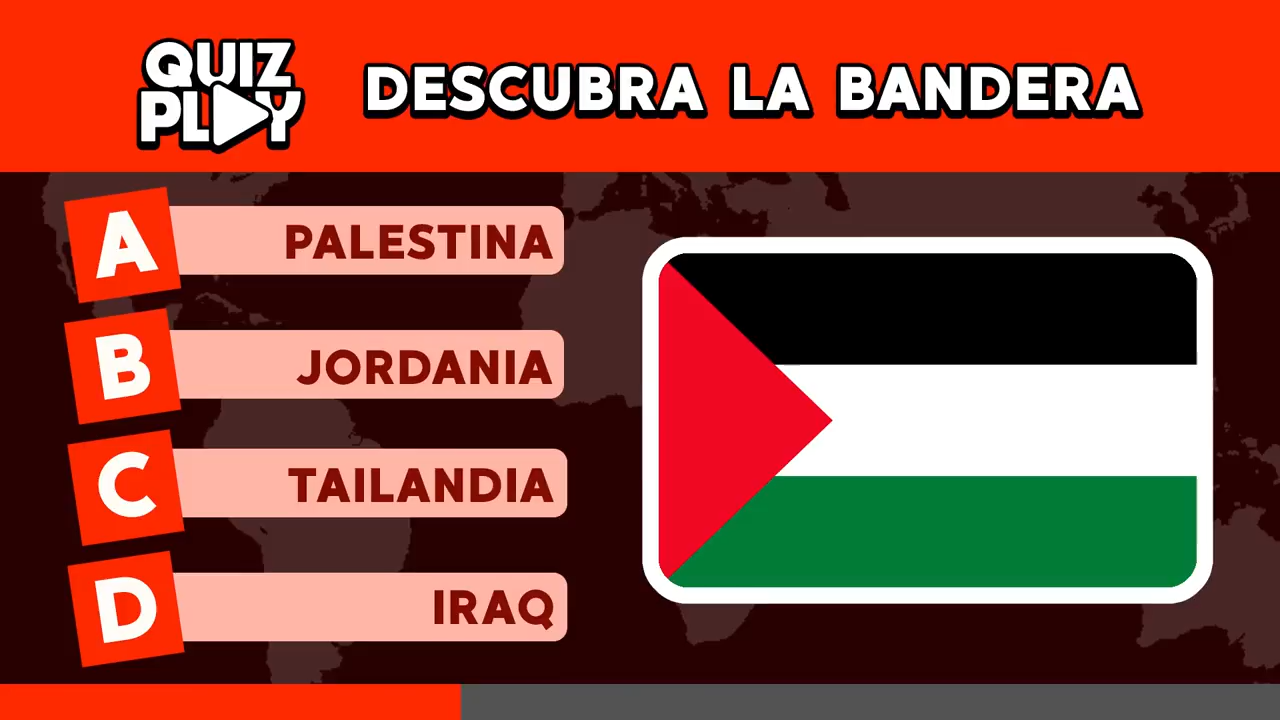 QUIZ
PLAY
DESCUBRA LA BANDERA
A PALESTINA
B JORDANIA
C TAILANDIA
D IRAQ